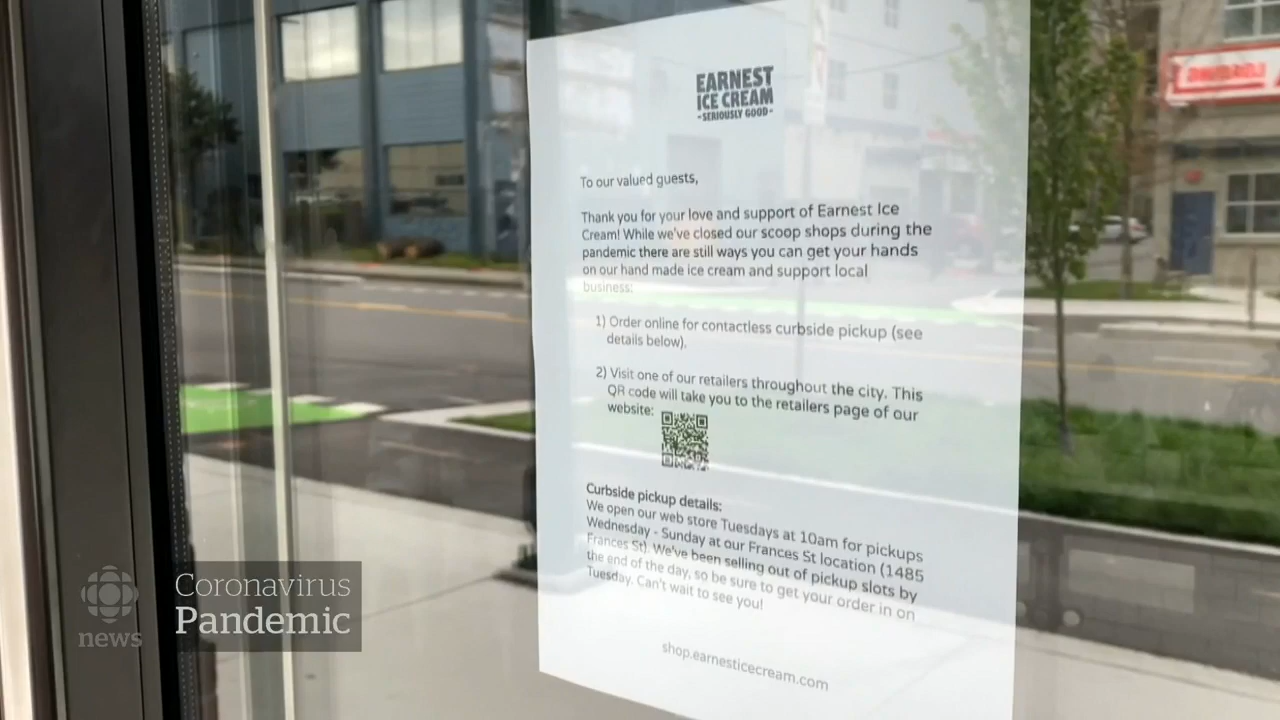 EARNEST
ICE CREAM
-SERIOUSLY GOOD-
To our valued guests,
Thank you for your love and support of Earnest Ice
Cream! While we've closed our scoop shops during the
pandemic there are still ways you can get your hands
on our hand made ice cream and support local
business:
1) Order online for contactless curbside pickup (see
details below).
2) Visit one of our retailers throughout the city. This
QR code will take you to the retailers page of our
website:
Curbside pickup details:
We open our web store Tuesdays at 10am for pickups
Wednesday - Sunday at our Frances St location (1485
Frances St). We've been selling out of pickup slots by
the end of the day, so be sure to get your order in on
Tuesday. Can't wait to see you!
shop.earnesticecream.com
news
Coronavirus
Pandemic